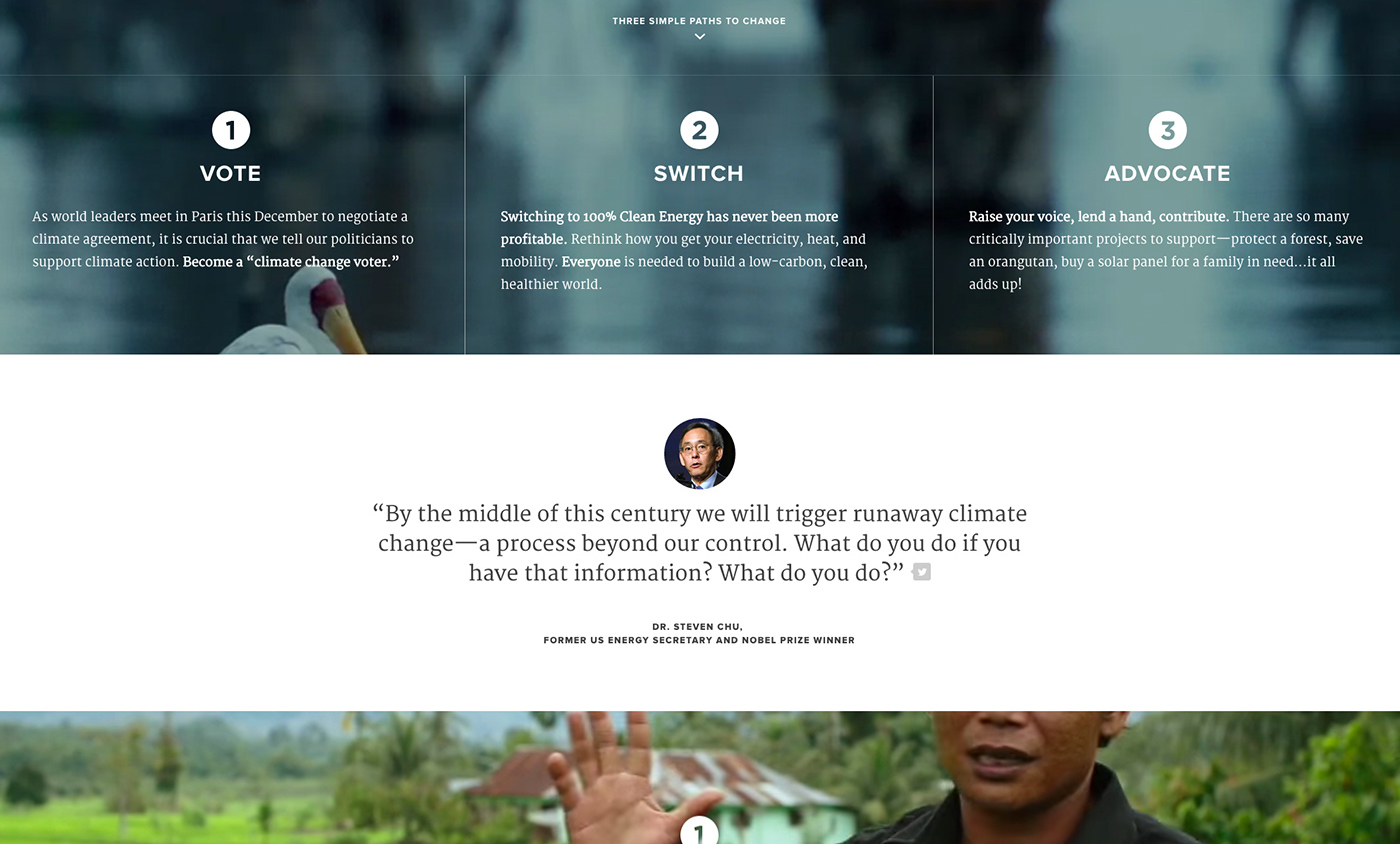 THREE SIMPLE PATHS TO CHANGE
1
VOTE
As world leaders meet in Paris this December to negotiate a
climate agreement, it is crucial that we tell our politicians to
support climate action. Become a “climate change voter.”
2
SWITCH
Switching to 100% Clean Energy has never been more
profitable. Rethink how you get your electricity, heat, and
mobility. Everyone is needed to build a low-carbon, clean,
healthier world.
3
ADVOCATE
Raise your voice, lend a hand, contribute. There are so many
critically important projects to support—protect a forest, save
an orangutan, buy a solar panel for a family in need...it all
adds up!
“By the middle of this century we will trigger runaway climate
change—a process beyond our control. What do you do if you
have that information? What do you do?”
DR. STEVEN CHU,
FORMER US ENERGY SECRETARY AND NOBEL PRIZE WINNER
1